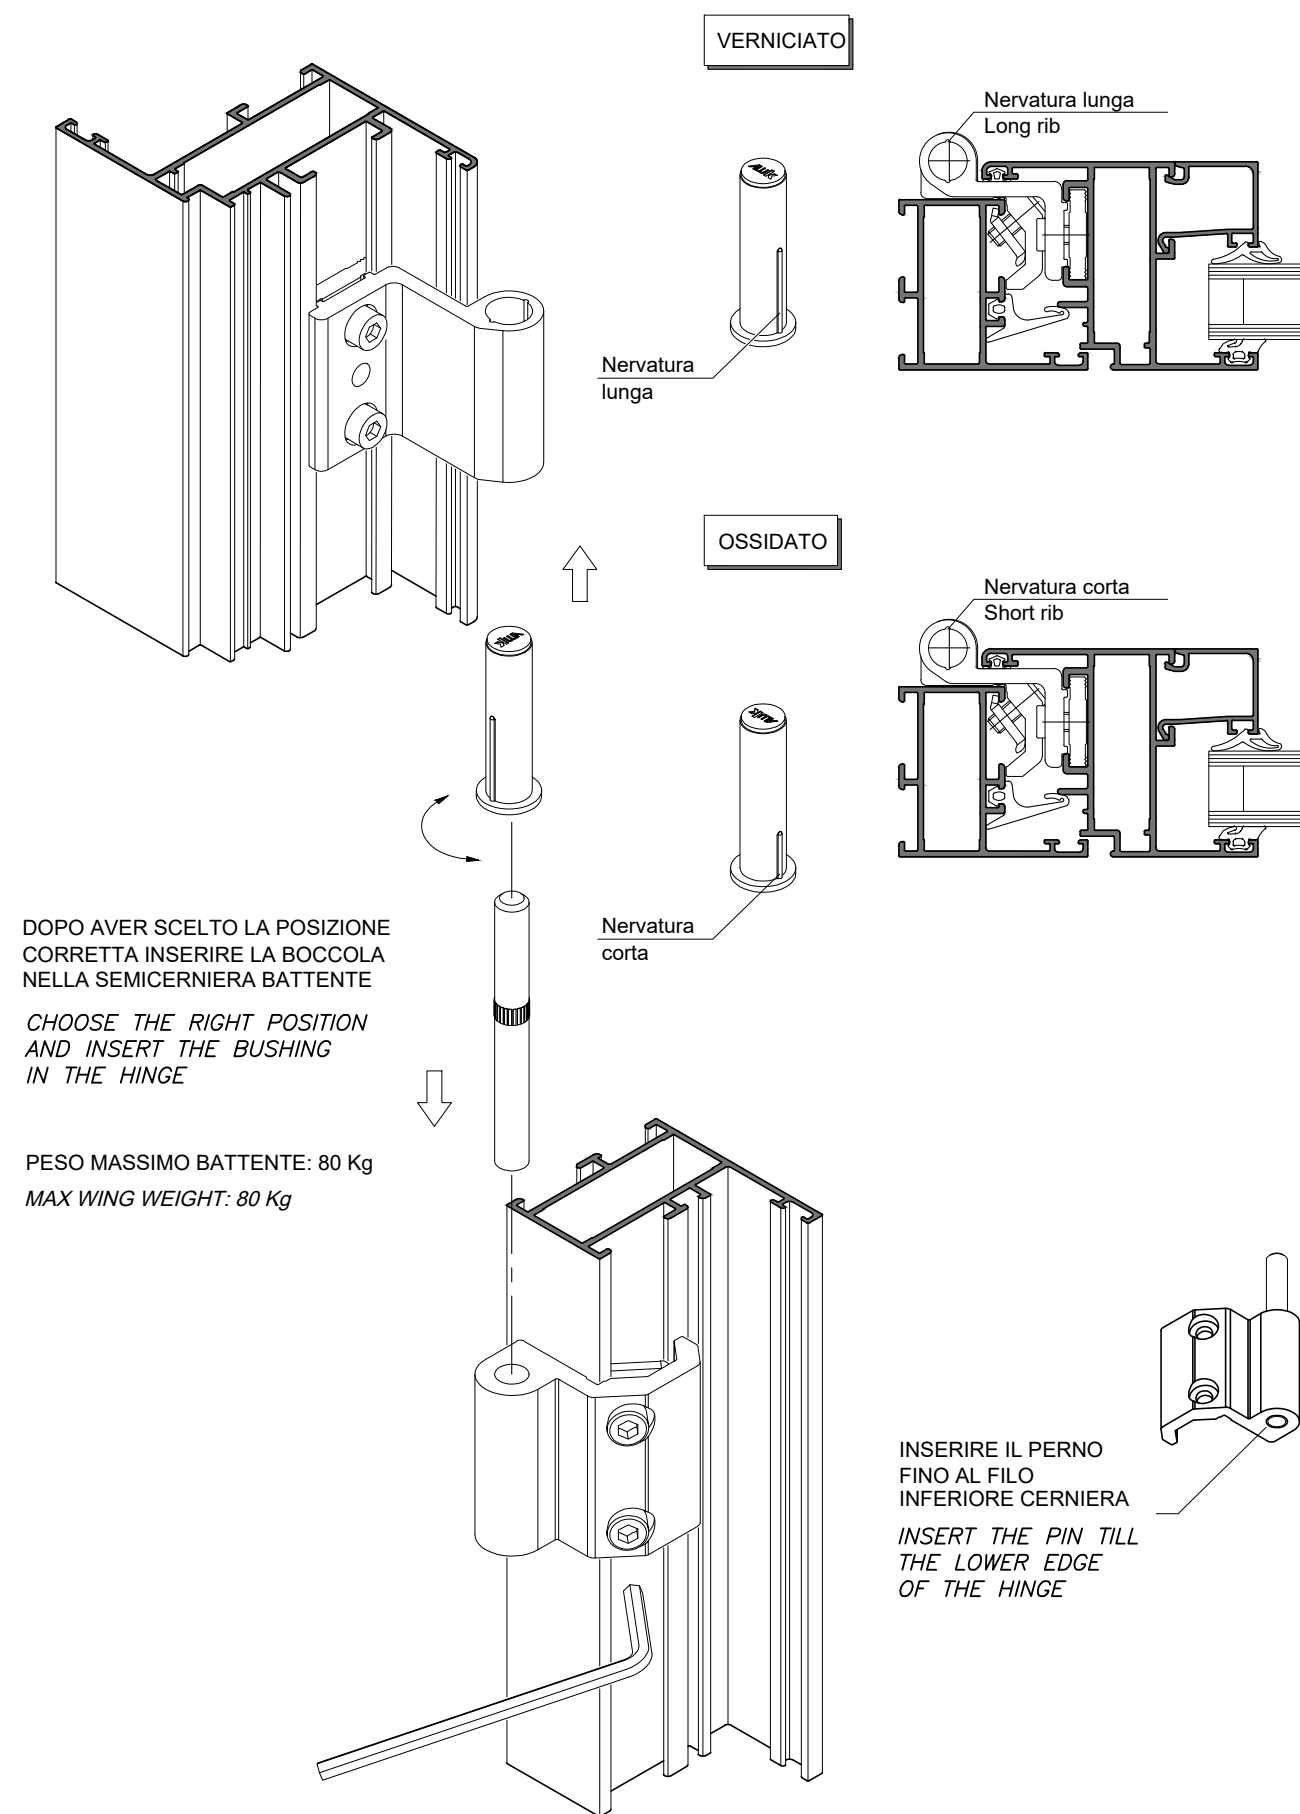 VERNICIATO
Nervatura lunga
Long rib
Nervatura
lunga
OSSIDATO
Nervatura corta
Short rib
Nervatura
corta
DOPO AVER SCELTO LA POSIZIONE
CORRETTA INSERIRE LA BOCCOLA
NELLA SEMICERNIERA BATTENTE
CHOOSE THE RIGHT POSITION
AND INSERT THE BUSHING
IN THE HINGE
PESO MASSIMO BATTENTE: 80 Kg
MAX WING WEIGHT: 80 Kg
INSERIRE IL PERNO
FINO AL FILO
INFERIORE CERNIERA
INSERT THE PIN TILL
THE LOWER EDGE
OF THE HINGE